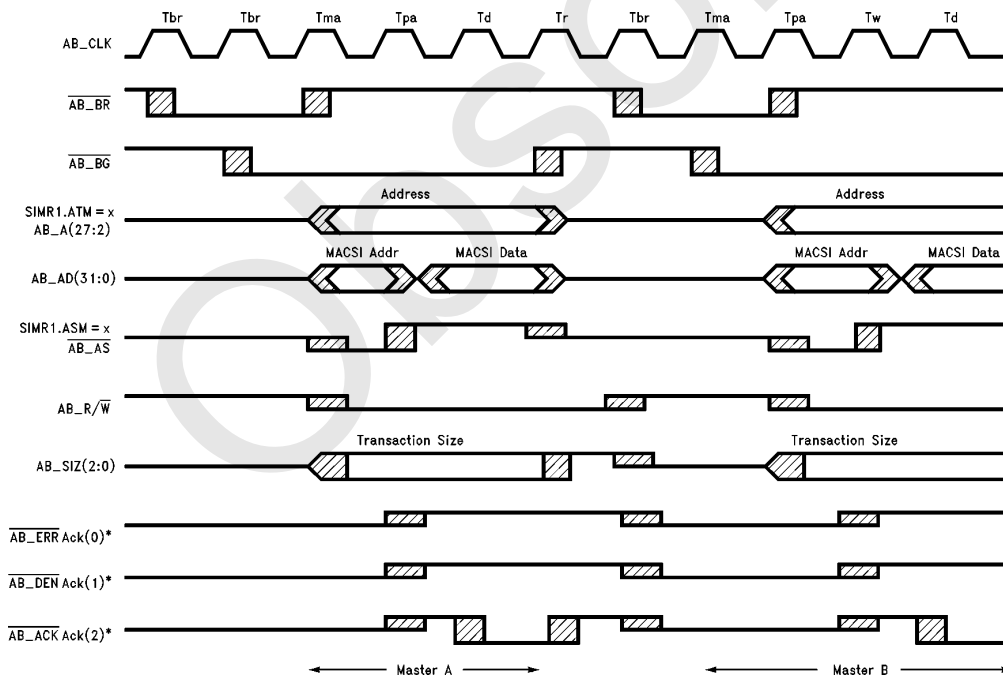 Tbr Tbr Tma Tpa Td Tr Tbr Tma Tpa Tw Td
AB_CLK
AB_BR
AB_BG
Address Address
SIMR1.ATM = x
AB_A(27:2)
MACSI Addr MACSI Data MACSI Addr MACSI Data
AB_AD(31:0)
SIMR1.ASM = x
AB_AS
AB_R/W
Transaction Size Transaction Size
AB_SIZ(2:0)
AB_ERR Ack(0)*
AB_DEN Ack(1)*
AB_ACK Ack(2)*
Master A Master B